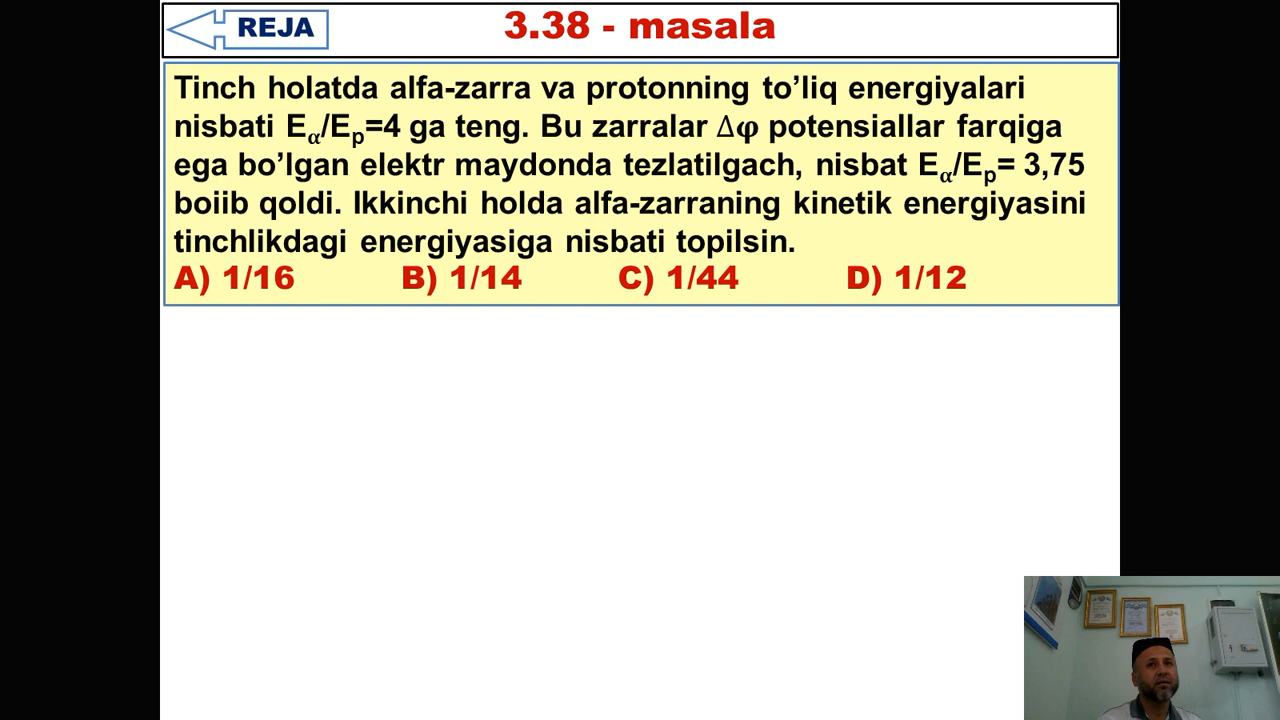 REJA
3.38 - masala
Tinch holatda alfa-zarra va protonning to’liq energiyalari
nisbati Eα/Ep=4 ga teng. Bu zarralar Δφ potensiallar farqiga
ega bo’lgan elektr maydonda tezlatilgach, nisbat Eα/Ep= 3,75
boiib qoldi. Ikkinchi holda alfa-zarraning kinetik energiyasini
tinchlikdagi energiyasiga nisbati topilsin.
A) 1/16 B) 1/14 C) 1/44 D) 1/12